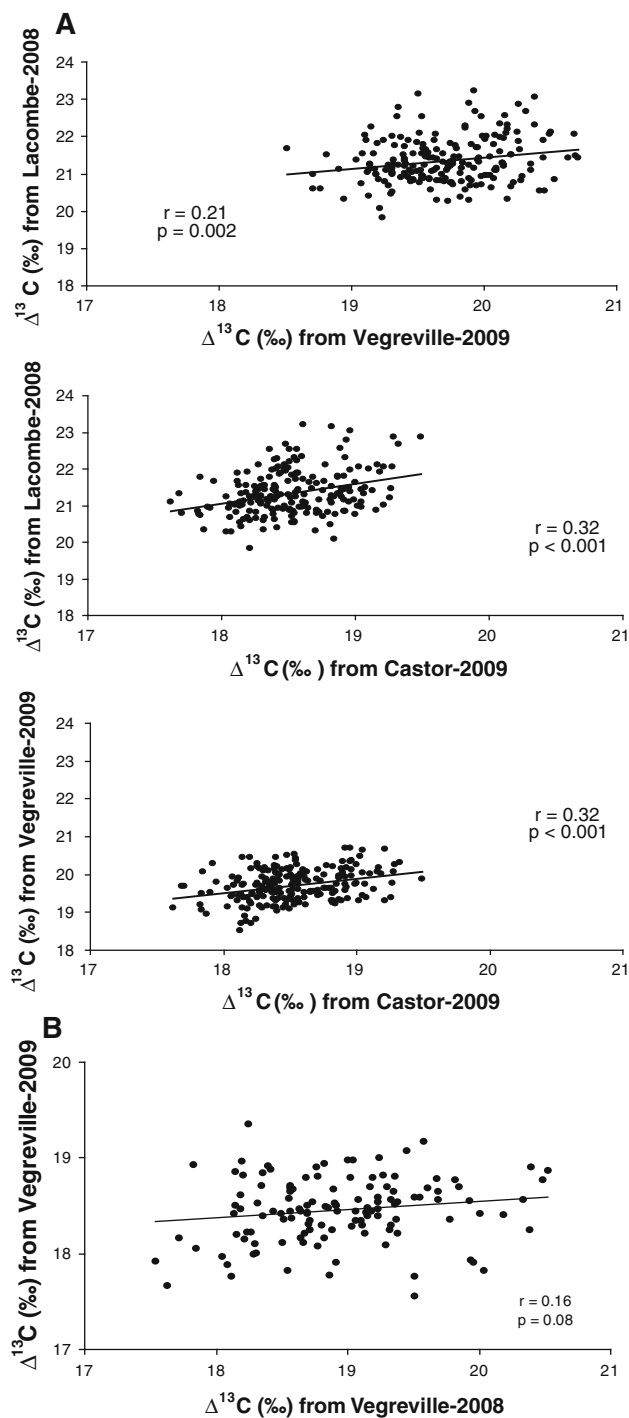 A
Δ¹³C (‰) from Lacombe-2008
24
23
22
21
20
19
18
r = 0.21
p = 0.002
17
18
19
20
21
Δ¹³C (‰) from Vegreville-2009
Δ¹³C (‰) from Lacombe-2008
24
23
22
21
20
19
18
r = 0.32
p < 0.001
17
18
19
20
21
Δ¹³C (‰) from Castor-2009
Δ¹³C (‰) from Vegreville-2009
24
23
22
21
20
19
18
r = 0.32
p < 0.001
17
18
19
20
21
Δ¹³C (‰) from Castor-2009
B
Δ¹³C (‰) from Vegreville-2009
20
19
18
17
r = 0.16
p = 0.08
17
18
19
20
21
Δ¹³C (‰) from Vegreville-2008